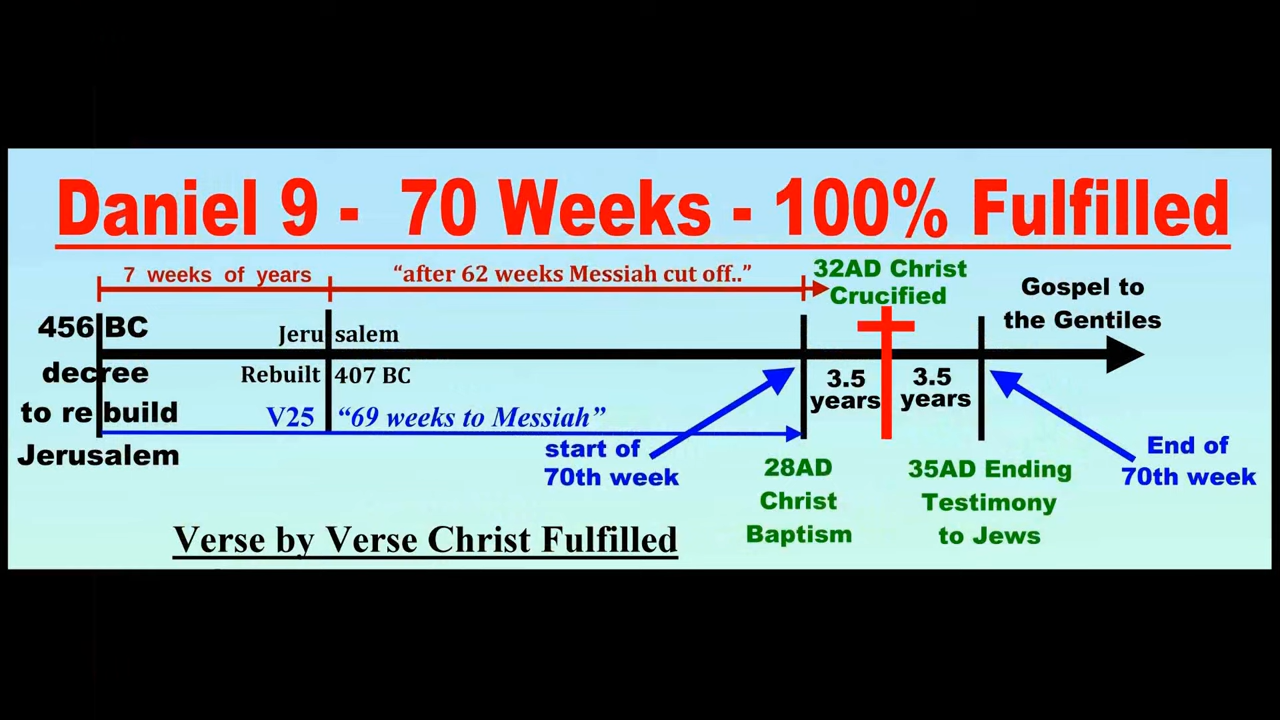 Daniel 9 - 70 Weeks - 100% Fulfilled
7 weeks of years
“after 62 weeks Messiah cut off..”
32AD Christ
Crucified
Gospel to
the Gentiles
456 BC
decree
to re build
Jerusalem
Jeru salem
Rebuilt 407 BC
V25 “69 weeks to Messiah”
start of
70th week
3.5
years
3.5
years
28AD
Christ
Baptism
35AD Ending
Testimony
to Jews
End of
70th week
Verse by Verse Christ Fulfilled